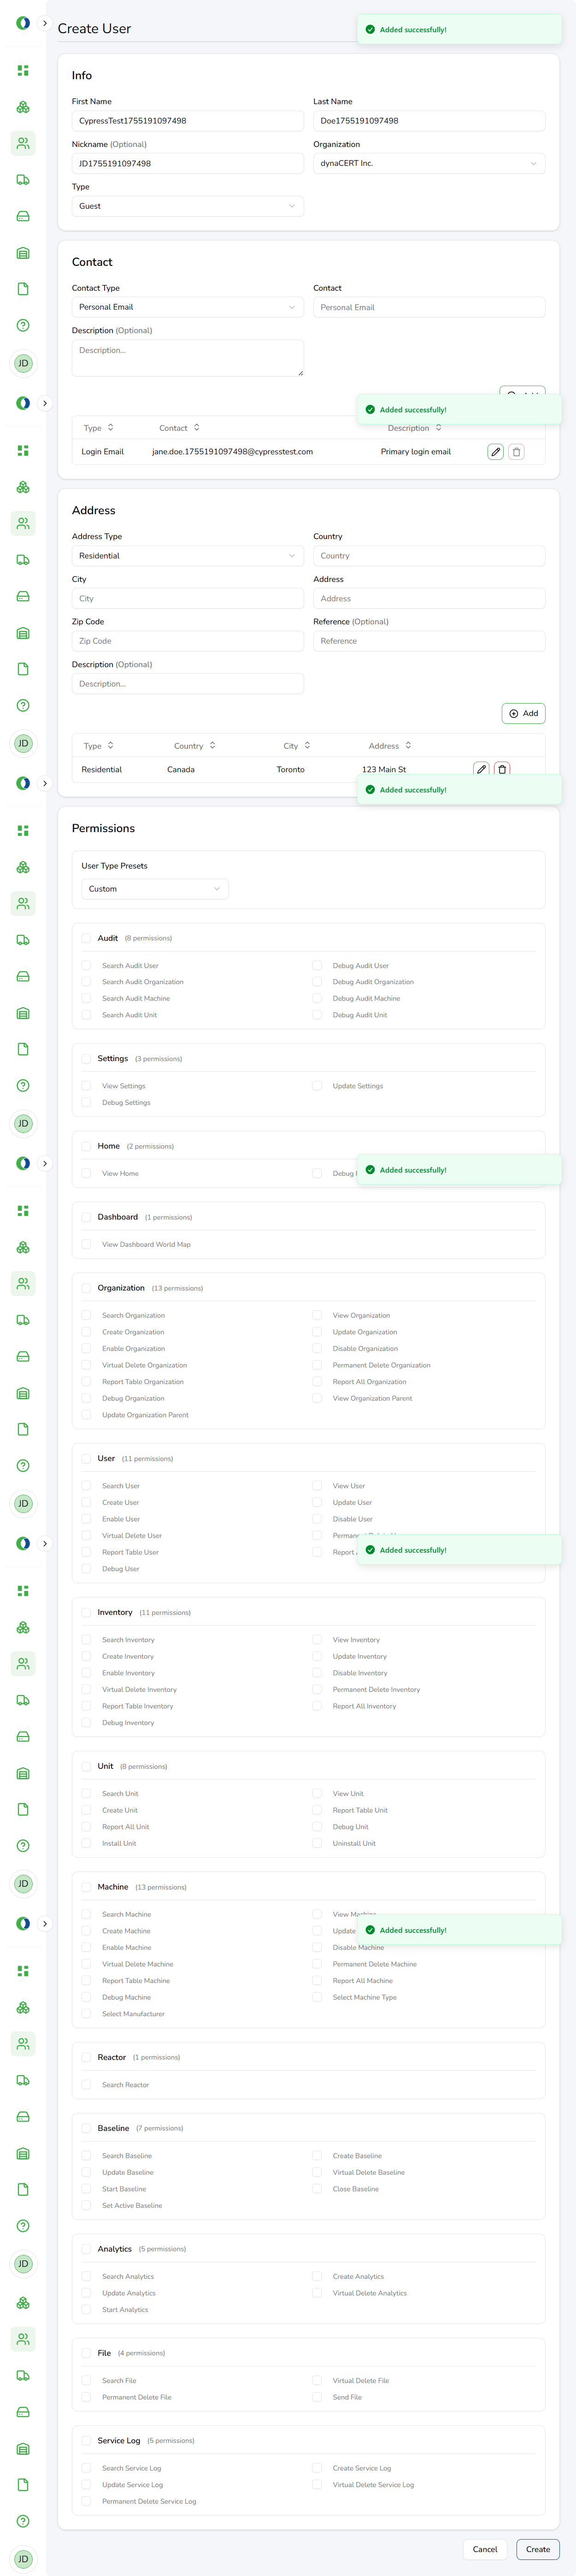 Create User
Added successfully!
Info
First Name Last Name
CypressTest1755191097498 Doe1755191097498
Nickname (Optional) Organization
JD1755191097498 dynaCERT Inc.
Type
Guest
Contact
Contact Type Contact
Personal Email Personal Email
Description (Optional)
Description...
JD
Added successfully!
Type Contact Description
Login Email jane.doe.1755191097498@cypresstest.com Primary login email
Address
Address Type Country
Residential Country
City Address
City Address
Zip Code Reference (Optional)
Zip Code Reference
Description (Optional)
Description...
Add
JD
Type Country City Address
Residential Canada Toronto 123 Main St
Added successfully!
Permissions
User Type Presets
Custom
Audit (8 permissions)
Search Audit User Debug Audit User
Search Audit Organization Debug Audit Organization
Search Audit Machine Debug Audit Machine
Search Audit Unit Debug Audit Unit
Settings (3 permissions)
View Settings Update Settings
Debug Settings
JD
Home (2 permissions)
Added successfully!
View Home Debug
Dashboard (1 permissions)
View Dashboard World Map
Organization (13 permissions)
Search Organization View Organization
Create Organization Update Organization
Enable Organization Disable Organization
Virtual Delete Organization Permanent Delete Organization
Report Table Organization Report All Organization
Debug Organization View Organization Parent
Update Organization Parent
User (11 permissions)
Search User View User
Create User Update User
JD
Enable User Disable User
Virtual Delete User
Added successfully!
Report Table User Report
Debug User
Inventory (11 permissions)
Search Inventory View Inventory
Create Inventory Update Inventory
Enable Inventory Disable Inventory
Virtual Delete Inventory Permanent Delete Inventory
Report Table Inventory Report All Inventory
Debug Inventory
Unit (8 permissions)
Search Unit View Unit
Create Unit Report Table Unit
Report All Unit Debug Unit
Install Unit Uninstall Unit
JD
Machine (13 permissions)
Search Machine View Machine
Added successfully!
Create Machine Update
Enable Machine Disable Machine
Virtual Delete Machine Permanent Delete Machine
Report Table Machine Report All Machine
Debug Machine Select Machine Type
Select Manufacturer
Reactor (1 permissions)
Search Reactor
Baseline (7 permissions)
Search Baseline Create Baseline
Update Baseline Virtual Delete Baseline
Start Baseline Close Baseline
Set Active Baseline
Analytics (5 permissions)
JD
Search Analytics Create Analytics
Update Analytics Virtual Delete Analytics
Start Analytics
File (4 permissions)
Search File Virtual Delete File
Permanent Delete File Send File
Service Log (5 permissions)
Search Service Log Create Service Log
Update Service Log Virtual Delete Service Log
Permanent Delete Service Log
Cancel Create
JD